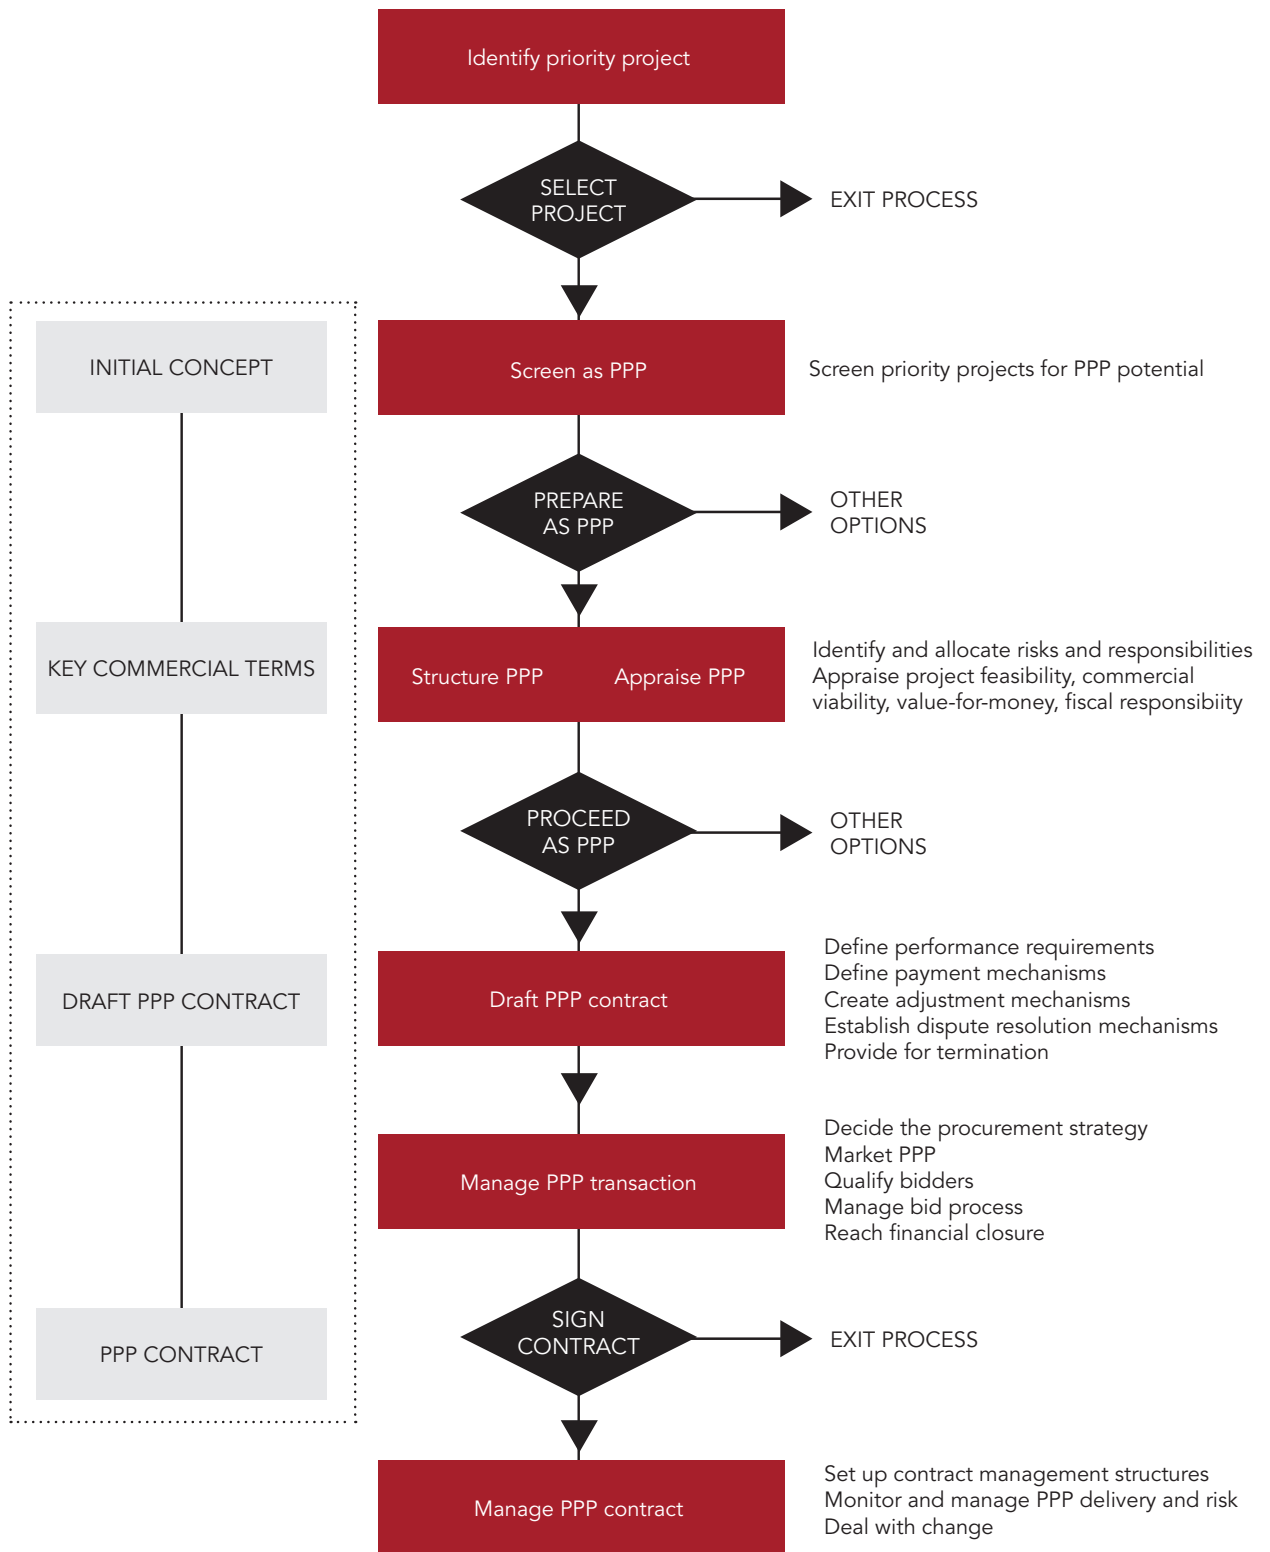 Identify priority project
SELECT
PROJECT
EXIT PROCESS
INITIAL CONCEPT
Screen as PPP
Screen priority projects for PPP potential
PREPARE
AS PPP
OTHER
OPTIONS
KEY COMMERCIAL TERMS
Structure PPP
Appraise PPP
Identify and allocate risks and responsibilities
Appraise project feasibility, commercial
viability, value-for-money, fiscal responsibiity
PROCEED
AS PPP
OTHER
OPTIONS
DRAFT PPP CONTRACT
Draft PPP contract
Define performance requirements
Define payment mechanisms
Create adjustment mechanisms
Establish dispute resolution mechanisms
Provide for termination
Manage PPP transaction
Decide the procurement strategy
Market PPP
Qualify bidders
Manage bid process
Reach financial closure
SIGN
CONTRACT
EXIT PROCESS
PPP CONTRACT
Manage PPP contract
Set up contract management structures
Monitor and manage PPP delivery and risk
Deal with change